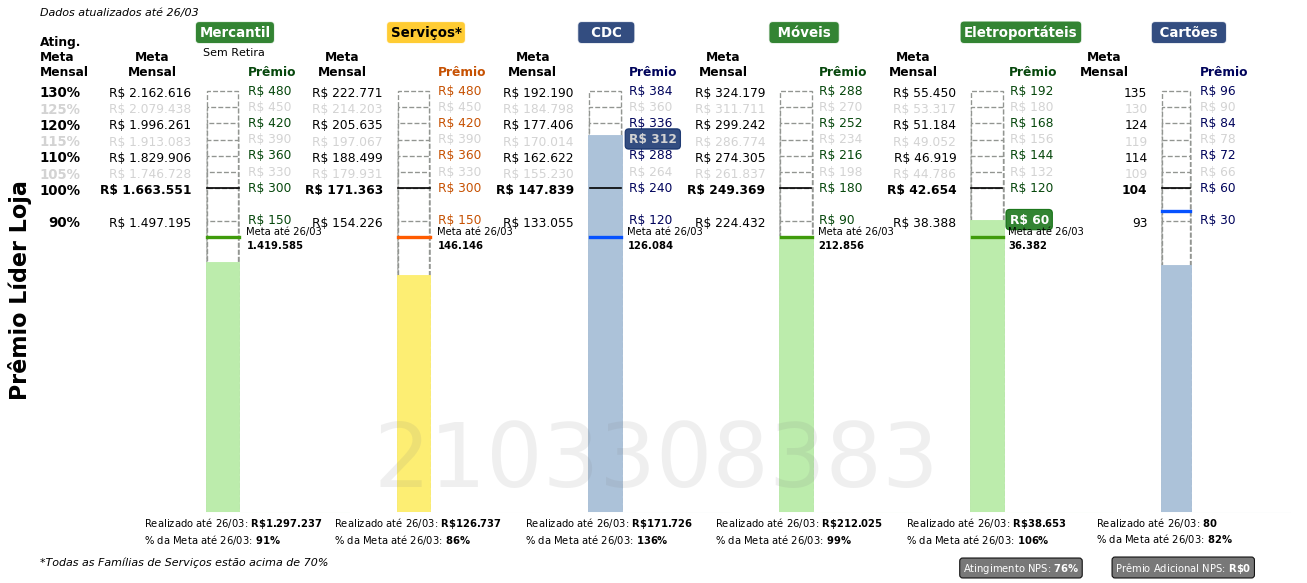 Dados atualizados até 26/03
Mercantil Serviços* CDC Móveis Eletroportáteis Cartões
Sem Retira
Ating. Meta Mensal Meta Mensal Prêmio Meta Mensal Prêmio Meta Mensal Prêmio Meta Mensal Prêmio Meta Mensal Prêmio Meta Mensal Prêmio
130% R$ 2.162.616 R$ 480 R$ 222.771 R$ 480 R$ 192.190 R$ 384 R$ 324.179 R$ 288 R$ 55.450 R$ 192 135 R$ 96
125% R$ 2.079.438 R$ 450 R$ 214.203 R$ 450 R$ 184.798 R$ 360 R$ 311.711 R$ 270 R$ 53.317 R$ 180 130 R$ 90
120% R$ 1.996.261 R$ 420 R$ 205.635 R$ 420 R$ 177.406 R$ 336 R$ 299.242 R$ 252 R$ 51.184 R$ 168 124 R$ 84
115% R$ 1.913.083 R$ 390 R$ 197.067 R$ 390 R$ 170.014 R$ 312 R$ 286.774 R$ 234 R$ 49.052 R$ 156 119 R$ 78
110% R$ 1.829.906 R$ 360 R$ 188.499 R$ 360 R$ 162.622 R$ 288 R$ 274.305 R$ 216 R$ 46.919 R$ 144 114 R$ 72
105% R$ 1.746.728 R$ 330 R$ 179.931 R$ 330 R$ 155.230 R$ 264 R$ 261.837 R$ 198 R$ 44.786 R$ 132 109 R$ 66
100% R$ 1.663.551 R$ 300 R$ 171.363 R$ 300 R$ 147.839 R$ 240 R$ 249.369 R$ 180 R$ 42.654 R$ 120 104 R$ 60
90% R$ 1.497.195 R$ 150 R$ 154.226 R$ 150 R$ 133.055 R$ 120 R$ 224.432 R$ 90 R$ 38.388 R$ 60 93 R$ 30
Meta até 26/03 Meta até 26/03 Meta até 26/03 Meta até 26/03 Meta até 26/03
1.419.585 146.146 126.084 212.856 36.382
Prêmio Líder Loja
2103308383
Realizado até 26/03: R$1.297.237 Realizado até 26/03: R$126.737 Realizado até 26/03: R$171.726 Realizado até 26/03: R$212.025 Realizado até 26/03: R$38.653 Realizado até 26/03: 80
% da Meta até 26/03: 91% % da Meta até 26/03: 86% % da Meta até 26/03: 136% % da Meta até 26/03: 99% % da Meta até 26/03: 106% % da Meta até 26/03: 82%
*Todas as Famílias de Serviços estão acima de 70% Atingimento NPS: 76% Prêmio Adicional NPS: R$0